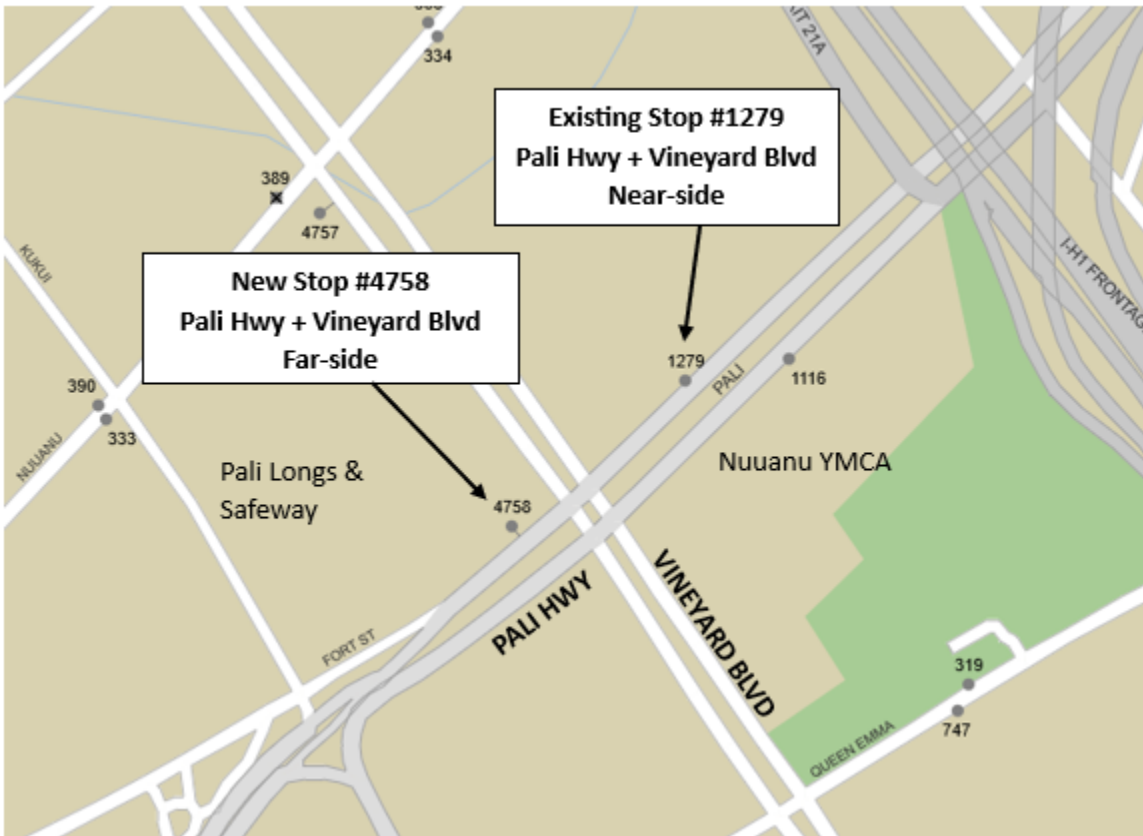 334
AIT 21A
Existing Stop #1279
Pali Hwy + Vineyard Blvd
Near-side
389
4757
KUKUI
I-H1 FRONTAG
New Stop #4758
Pali Hwy + Vineyard Blvd
Far-side
1279
PALI
1116
390
333
NUUANU
Pali Longs &
Safeway
Nuuanu YMCA
4758
PALI HWY
VINEYARD BLVD
FORT ST
319
747
QUEEN EMMA